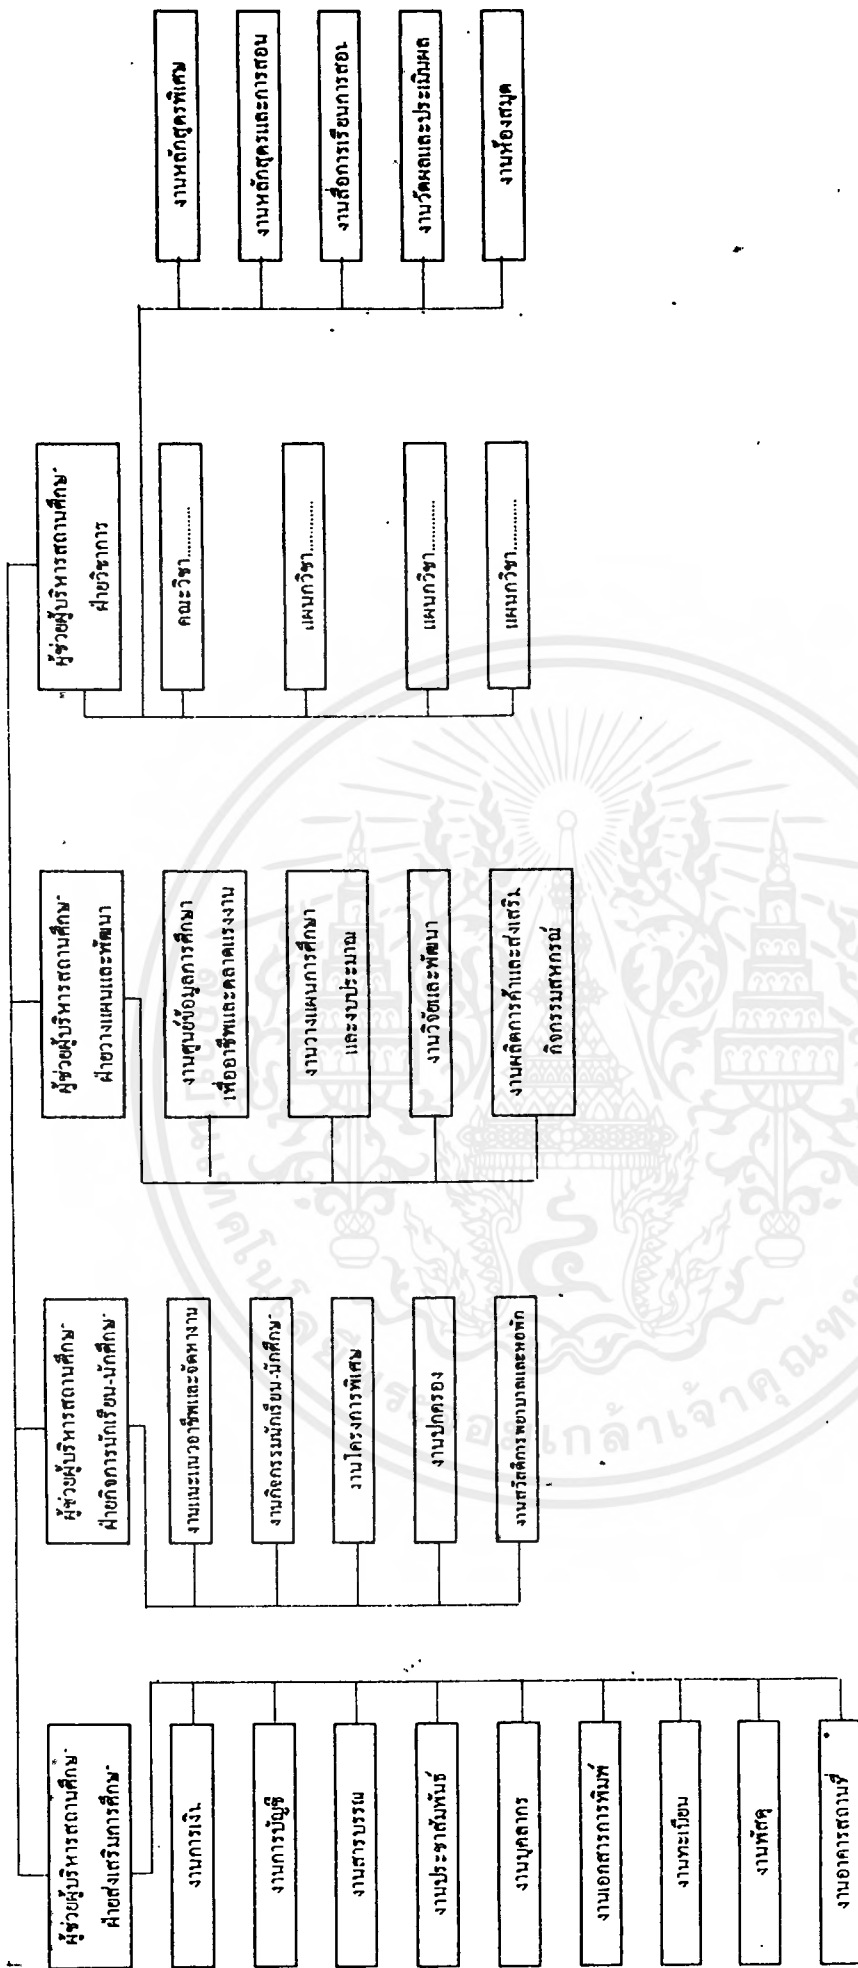 ผู้ช่วยผู้บริหารสถานศึกษา
ฝ่ายส่งเสริมการศึกษา
งานการเงิน
งานการบัญชี
งานสารบรรณ
งานประชาสัมพันธ์
งานบุคลากร
งานเอกสารการพิมพ์
งานทะเบียน
งานพัสดุ
งานอาคารสถานที่
ผู้ช่วยผู้บริหารสถานศึกษา
ฝ่ายกิจการนักเรียน-นักศึกษา
งานแนะแนวอาชีพและจัดหางาน
งานกิจกรรมนักเรียน-นักศึกษา
งานโครงการพิเศษ
งานปกครอง
งานสวัสดิการพยาบาลและหอพัก
ผู้ช่วยผู้บริหารสถานศึกษา
ฝ่ายวางแผนและพัฒนา
งานศูนย์ข้อมูลการศึกษา
เพื่ออาชีพและตลาดแรงงาน
งานวางแผนการศึกษา
และงบประมาณ
งานวิจัยและพัฒนา
งานผลิตการค้าและส่งเสริม
กิจกรรมสหกรณ์
ผู้ช่วยผู้บริหารสถานศึกษา
ฝ่ายวิชาการ
คณะวิชา............
แผนกวิชา............
แผนกวิชา............
แผนกวิชา............
งานหลักสูตรพิเศษ
งานหลักสูตรและการสอน
งานสื่อการเรียนการสอน
งานวัดผลและประเมินผล
งานห้องสมุด